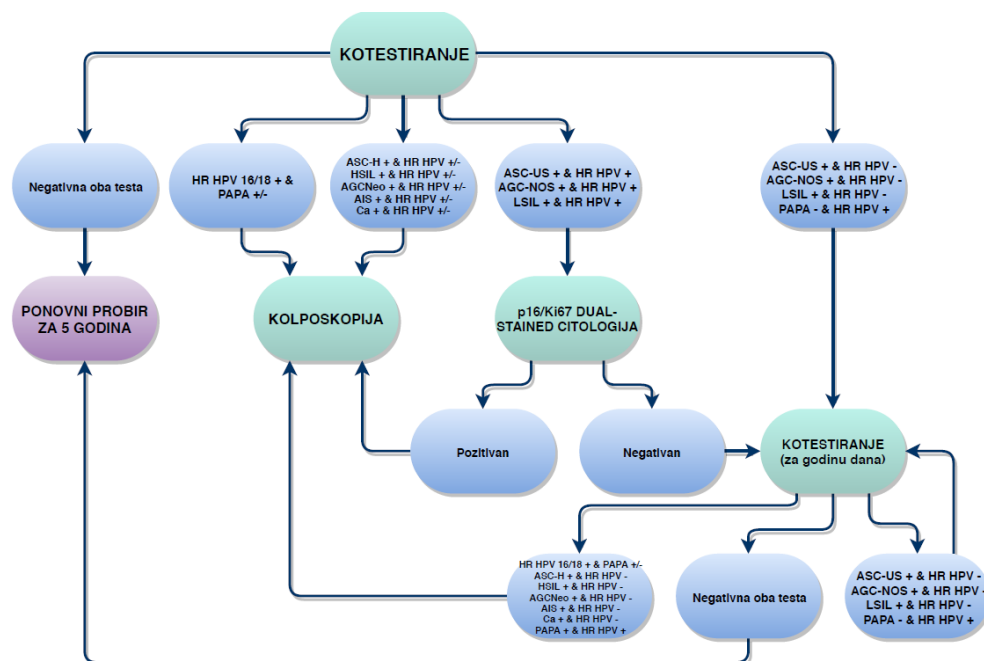 KOTESTIRANJE
Negativna oba testa
HR HPV 16/18 + &
PAPA +/-
ASC-H + & HR HPV +/-
HSIL + & HR HPV +/-
AGCNeo + & HR HPV +/-
AIS + & HR HPV +/-
Ca + & HR HPV +/-
ASC-US + & HR HPV +
AGC-NOS + & HR HPV +
LSIL + & HR HPV +
ASC-US + & HR HPV -
AGC-NOS + & HR HPV -
LSIL + & HR HPV -
PAPA - & HR HPV +
PONOVNI PROBIR
ZA 5 GODINA
KOLPOSKOPIJA
p16/Ki67 DUAL-
STAINED CITOLOGIJA
Pozitivan
Negativan
KOTESTIRANJE
(za godinu dana)
HR HPV 16/18 + & PAPA +/-
ASC-H + & HR HPV -
HSIL + & HR HPV -
AGCNeo + & HR HPV -
AIS + & HR HPV -
Ca + & HR HPV -
PAPA + & HR HPV +
Negativna oba testa
ASC-US + & HR HPV -
AGC-NOS + & HR HPV -
LSIL + & HR HPV -
PAPA - & HR HPV +